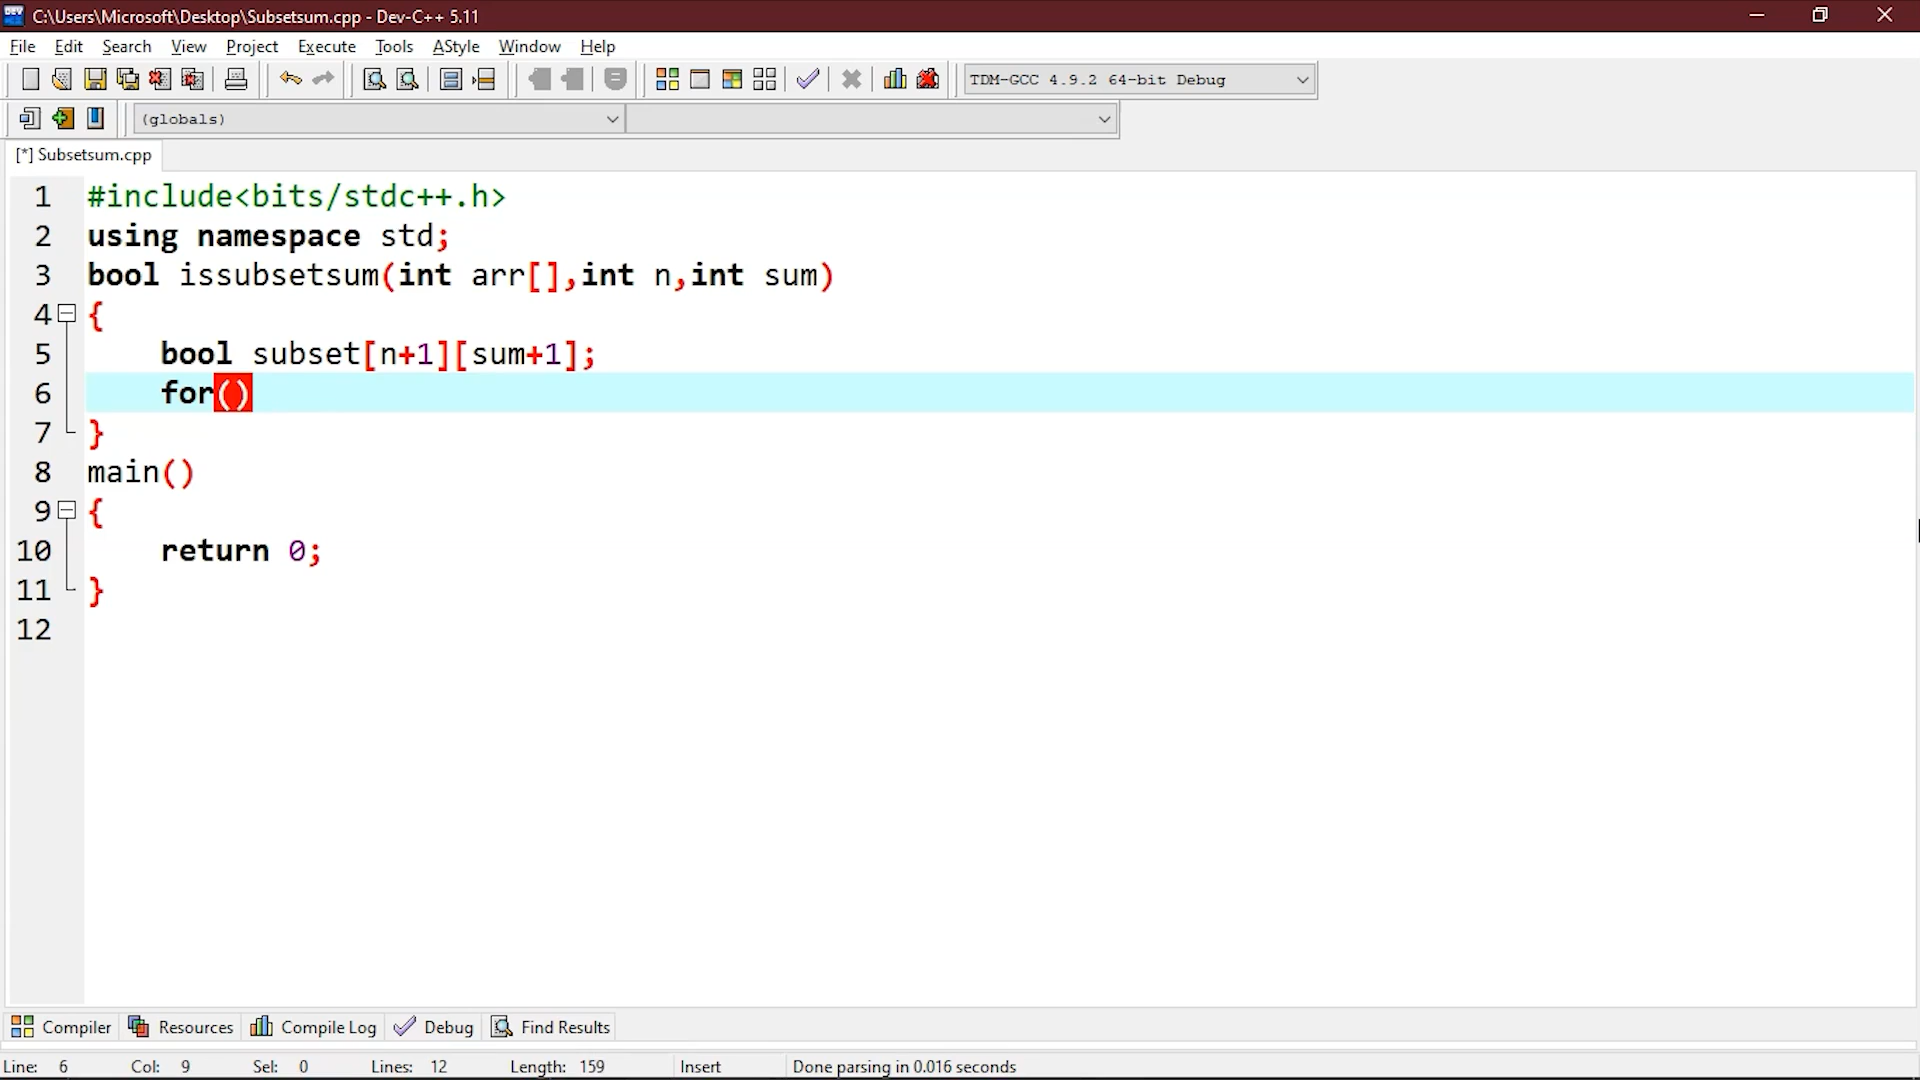 C:\Users\Microsoft\Desktop\Subsetsum.cpp - Dev-C++ 5.11
File Edit Search View Project Execute Tools AStyle Window Help
TDM-GCC 4.9.2 64-bit Debug
(globals)
[*] Subsetsum.cpp
1 #include<bits/stdc++.h>
2 using namespace std;
3 bool issubsetsum(int arr[],int n,int sum)
4 {
5 bool subset[n+1][sum+1];
6 for()
7 }
8 main()
9 {
10 return 0;
11 }
12
Compiler Resources Compile Log Debug Find Results
Line: 6 Col: 9 Sel: 0 Lines: 12 Length: 159 Insert Done parsing in 0.016 seconds